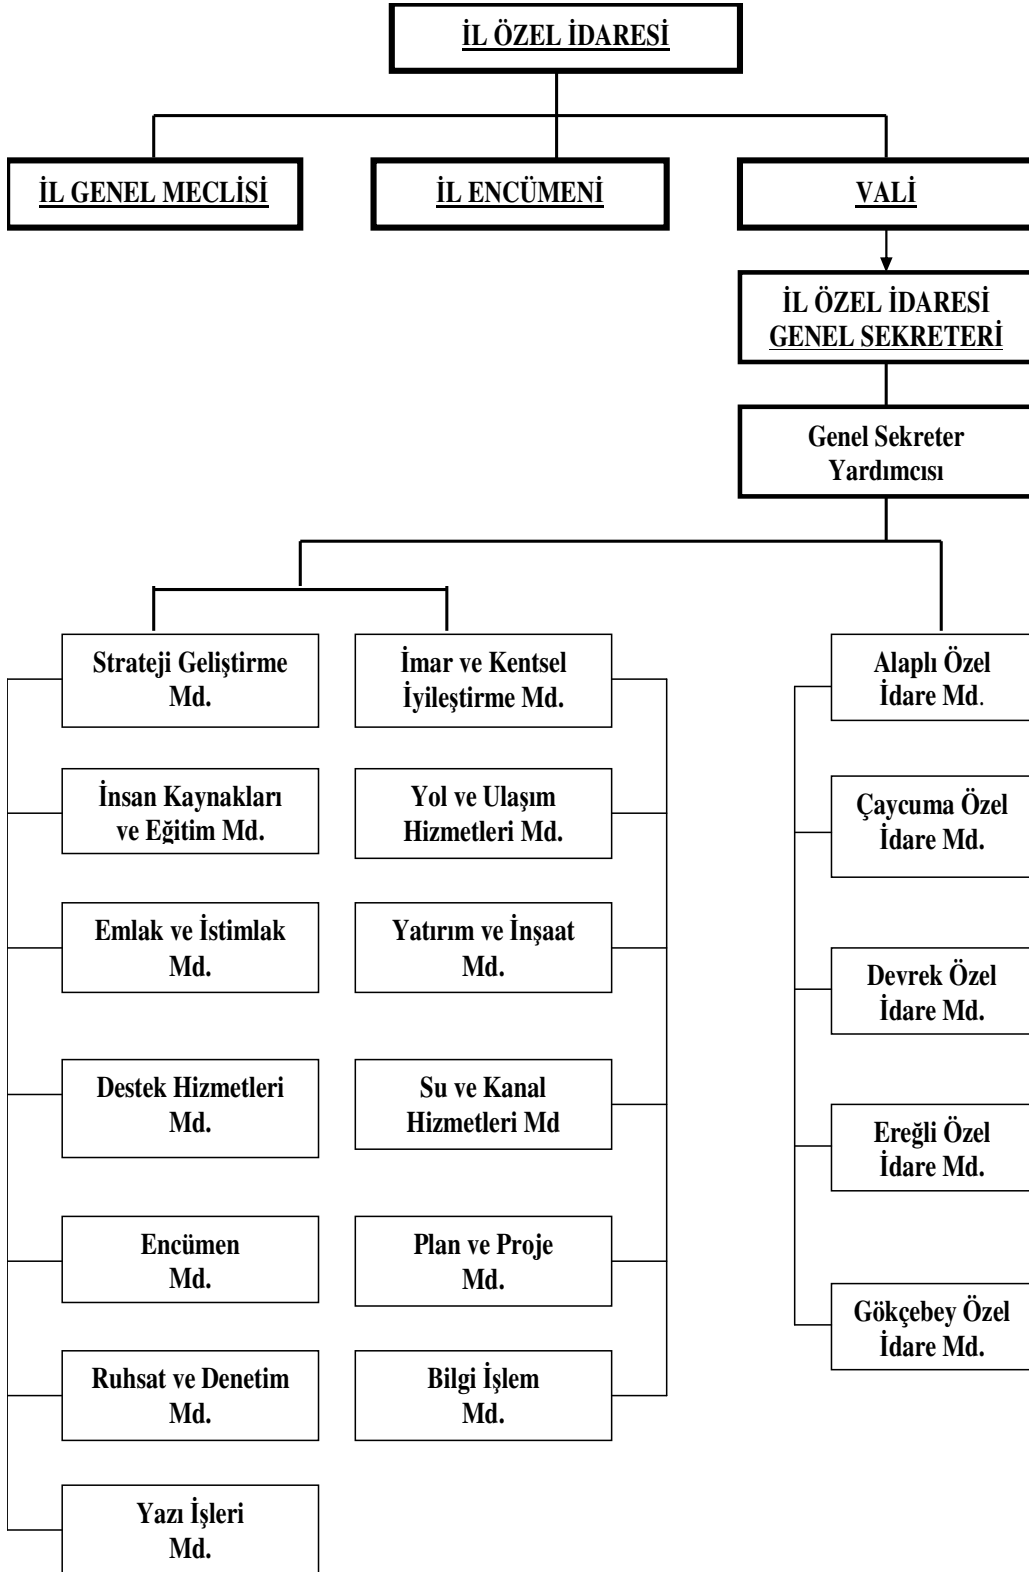 İL ÖZEL İDARESİ
İL GENEL MECLİSİ
İL ENCÜMENİ
VALİ
İL ÖZEL İDARESİ
GENEL SEKRETERİ
Genel Sekreter
Yardımcısı
Strateji Geliştirme
Md.
İmar ve Kentsel
İyileştirme Md.
Alaplı Özel
İdare Md.
İnsan Kaynakları
ve Eğitim Md.
Yol ve Ulaşım
Hizmetleri Md.
Çaycuma Özel
İdare Md.
Emlak ve İstimlak
Md.
Yatırım ve İnşaat
Md.
Devrek Özel
İdare Md.
Destek Hizmetleri
Md.
Su ve Kanal
Hizmetleri Md
Ereğli Özel
İdare Md.
Encümen
Md.
Plan ve Proje
Md.
Gökçebey Özel
İdare Md.
Ruhsat ve Denetim
Md.
Bilgi İşlem
Md.
Yazı İşleri
Md.